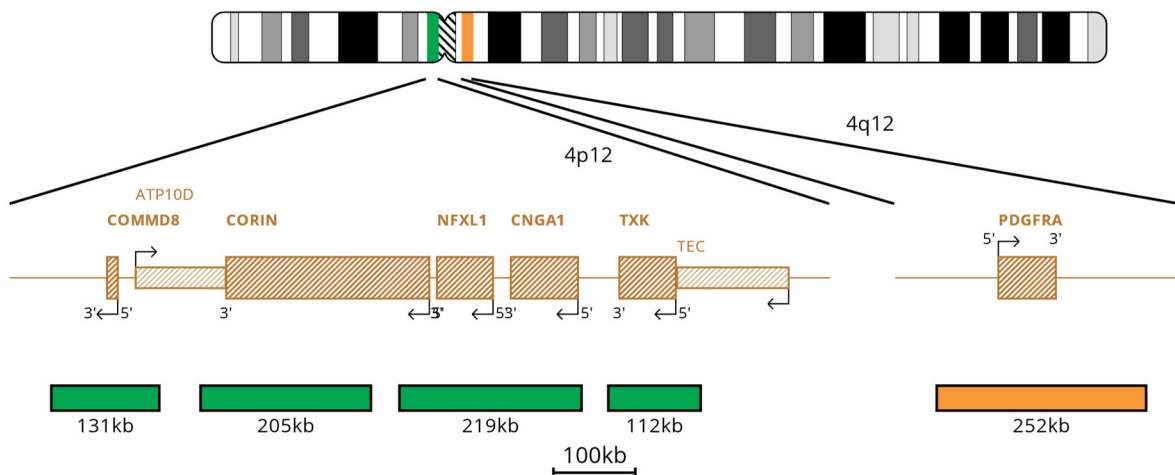 4q12
4p12
ATP10D
COMMD8 CORIN NFXL1 CNGA1 TXK PDGFRA
TEC
5' 3'
3' 5' 3' 5' 3' 5' 3' 5'
131kb 205kb 219kb 112kb 252kb
100kb